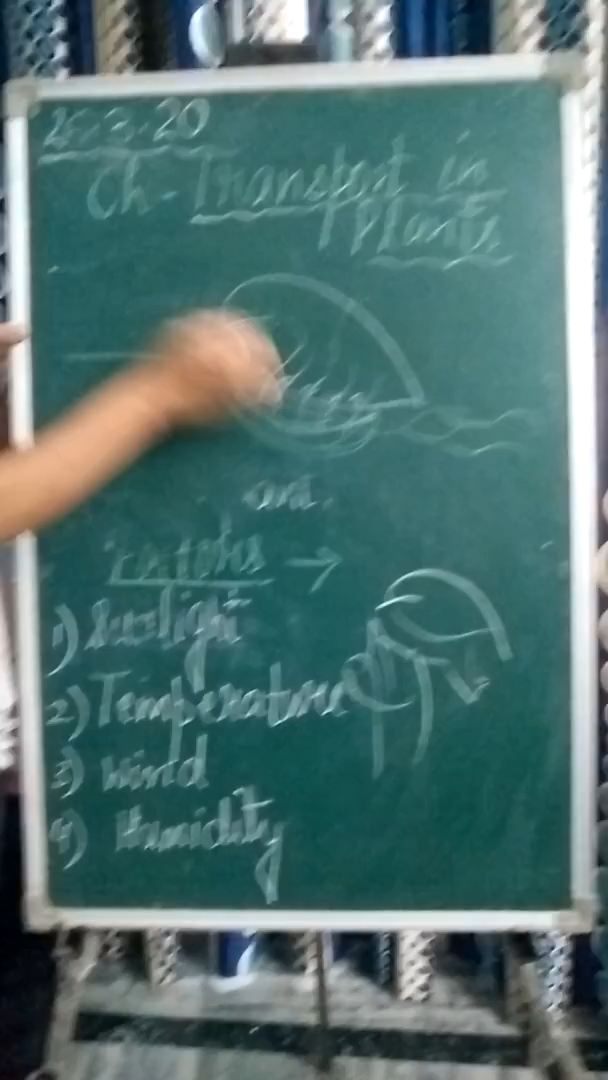 Ch- Transport in
Plants
Factors →
1) Sunlight
2) Temperature
3) Wind
4) Humidity